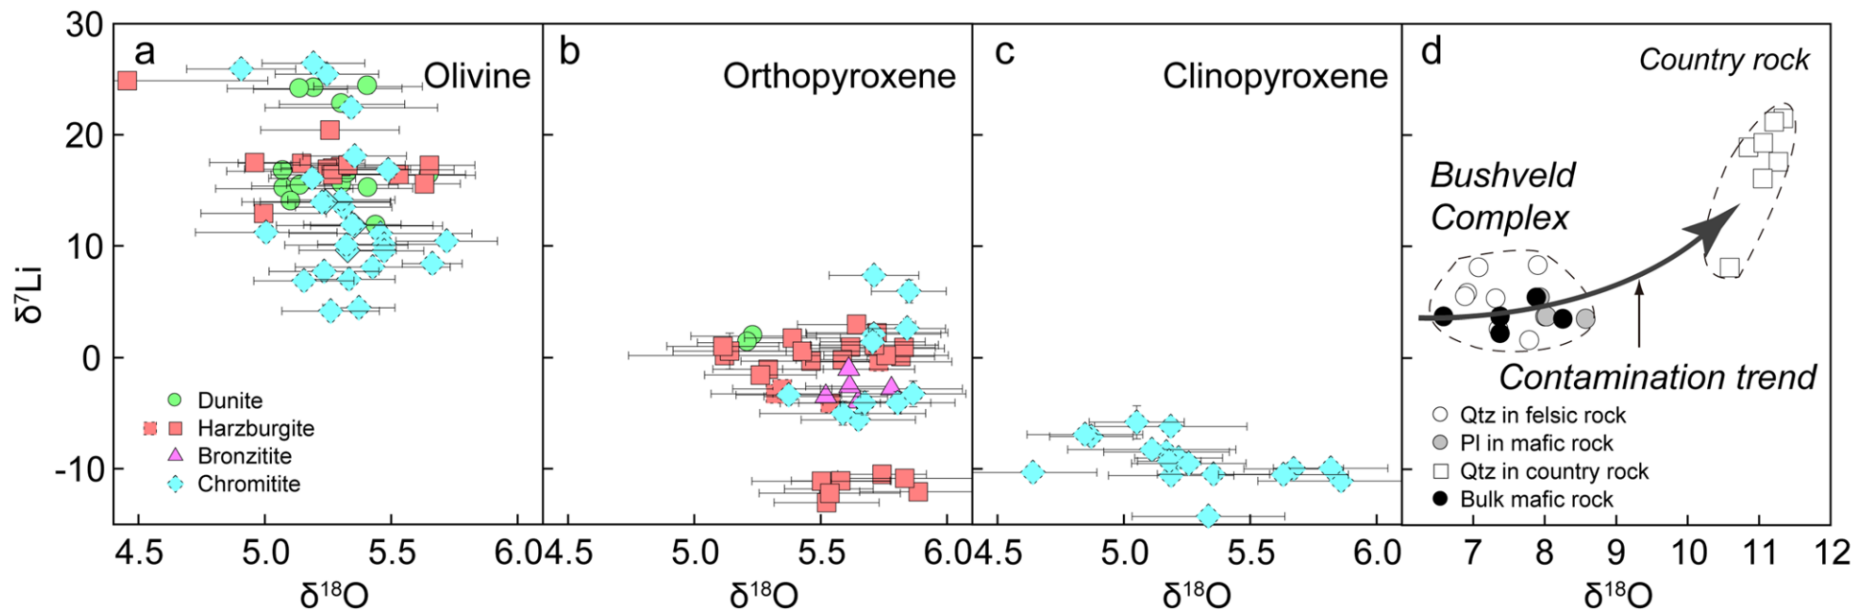 30
20
10
0
-10
δ⁷Li
a
Olivine
Dunite
Harzburgite
Bronzitite
Chromitite
4.5
5.0
5.5
6.0
δ¹⁸O
b
Orthopyroxene
4.5
5.0
5.5
6.0
δ¹⁸O
c
Clinopyroxene
4.5
5.0
5.5
6.0
δ¹⁸O
d
Country rock
Bushveld
Complex
Contamination trend
Qtz in felsic rock
Pl in mafic rock
Qtz in country rock
Bulk mafic rock
7
8
9
10
11
12
δ¹⁸O